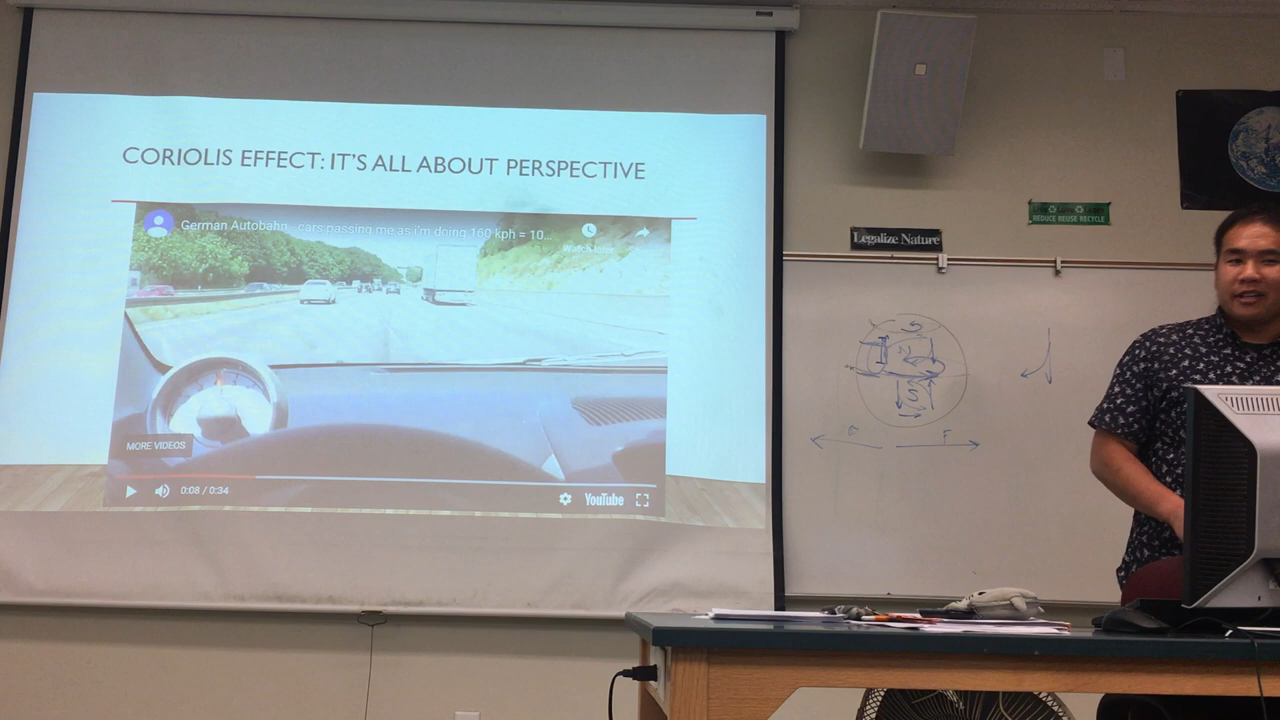 CORIOLIS EFFECT: IT'S ALL ABOUT PERSPECTIVE
German Autobahn - cars passing me as i'm doing 160 kph = 10...
Watch later
MORE VIDEOS
0:08 / 0:34
YouTube
Legalize Nature
REDUCE REUSE RECYCLE
F